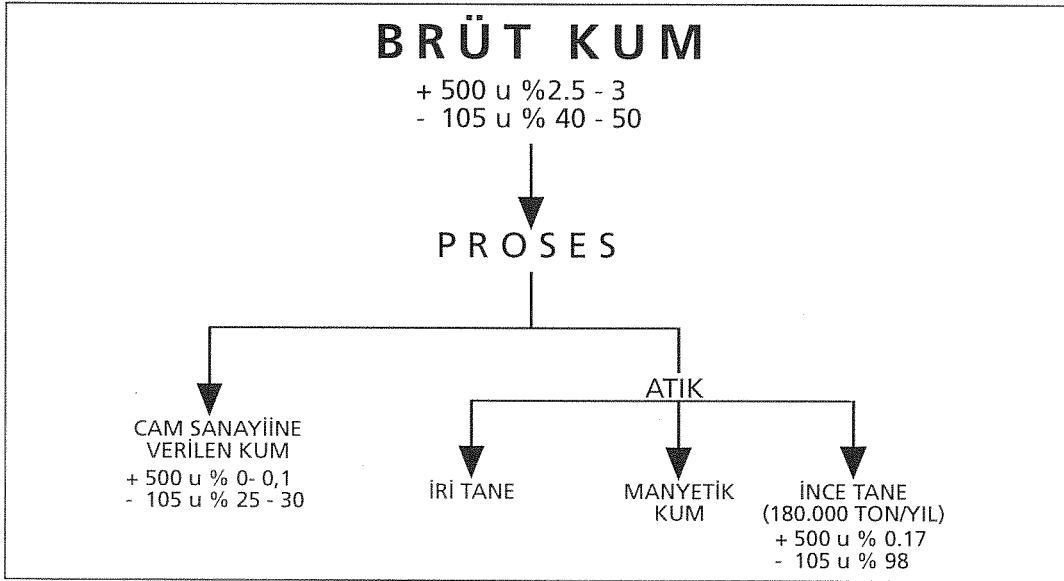 BRÜT KUM
+ 500 u %2.5 - 3
- 105 u % 40 - 50
PROSES
ATIK
CAM SANAYİİNE
VERİLEN KUM
+ 500 u % 0- 0,1
- 105 u % 25 - 30
İRİ TANE
MANYETİK
KUM
İNCE TANE
(180.000 TON/YIL)
+ 500 u % 0.17
- 105 u % 98